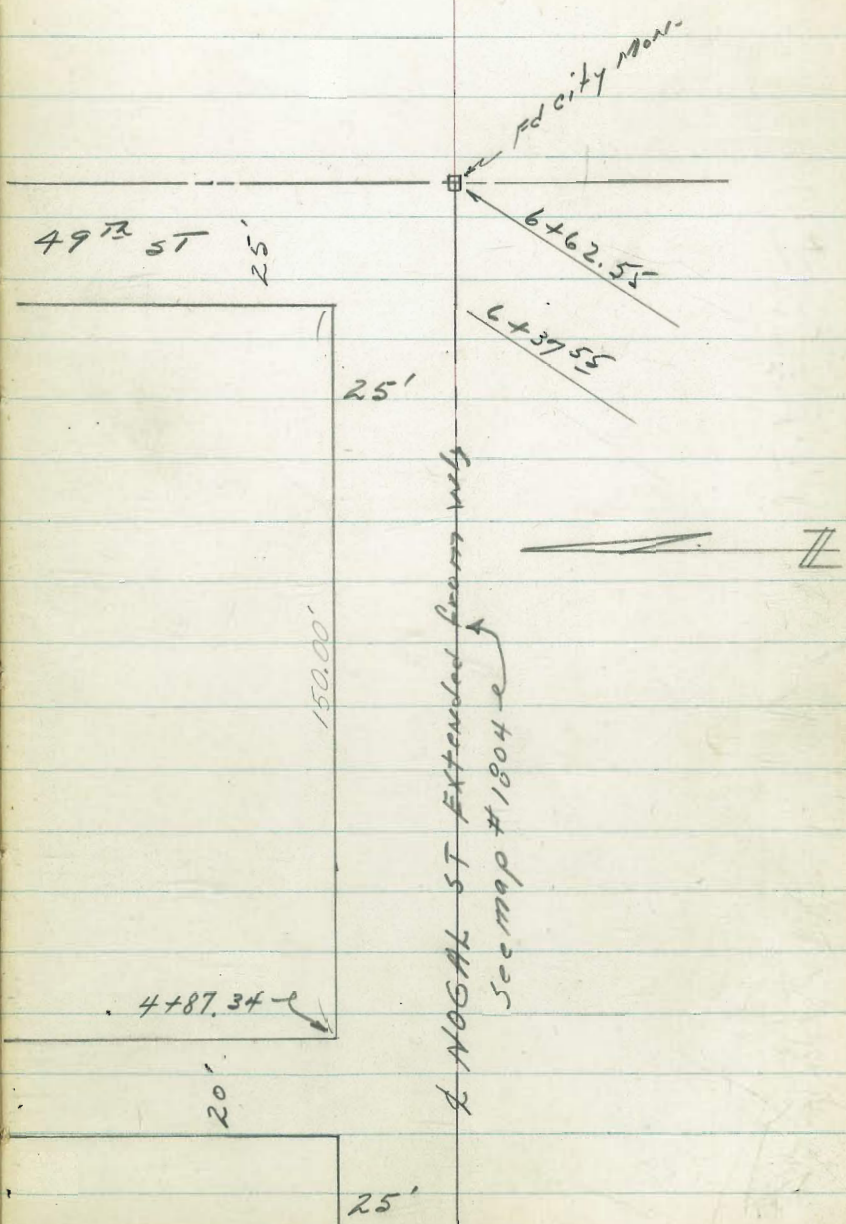 Fd city Mon.
49th ST
25'
6+62.55
6+37.55
25'
150.00'
℄ NOGAL ST Extended from wly
See map #1804
4+87.34
20'
25'